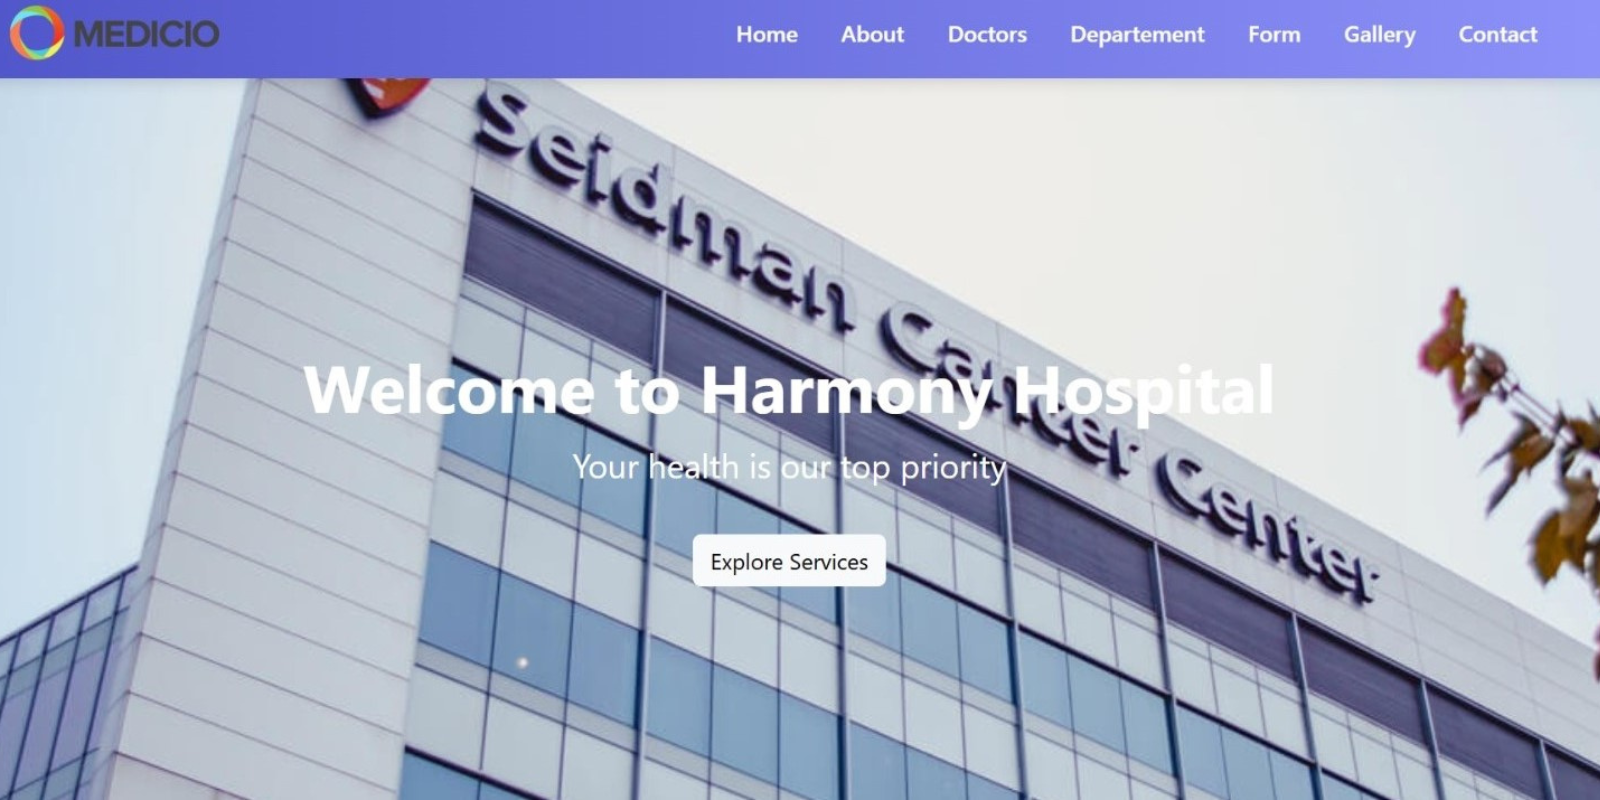 MEDICIO
Home About Doctors Departement Form Gallery Contact
Seidman Cancer Center
Welcome to Harmony Hospital
Your health is our top priority
Explore Services